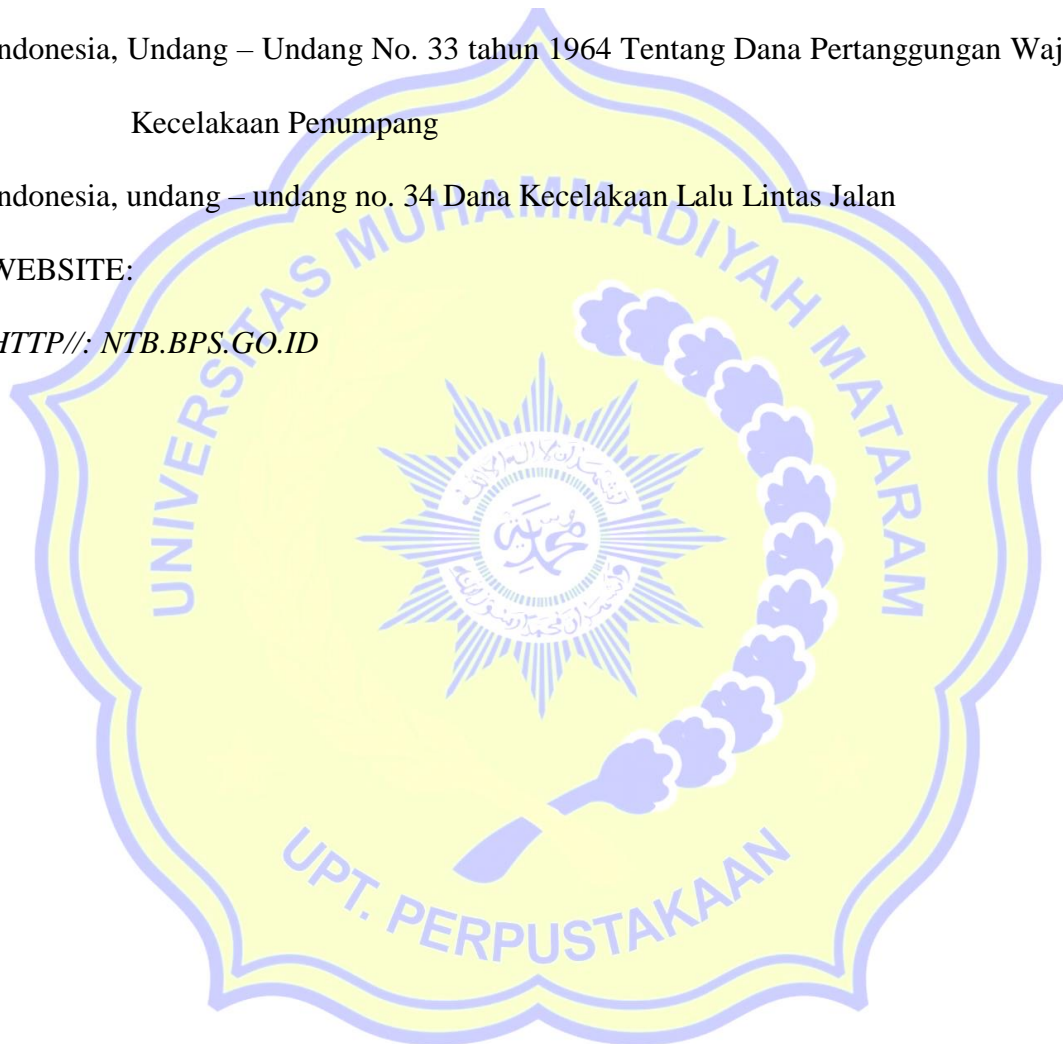 ndonesia, Undang – Undang No. 33 tahun 1964 Tentang Dana Pertanggungan Waj
Kecelakaan Penumpang
ndonesia, undang – undang no. 34 Dana Kecelakaan Lalu Lintas Jalan
WEBSITE:
HTTP//: NTB.BPS.GO.ID
UNIVERSITAS MUHAMMADIYAH MATARAM
UPT. PERPUSTAKAAN